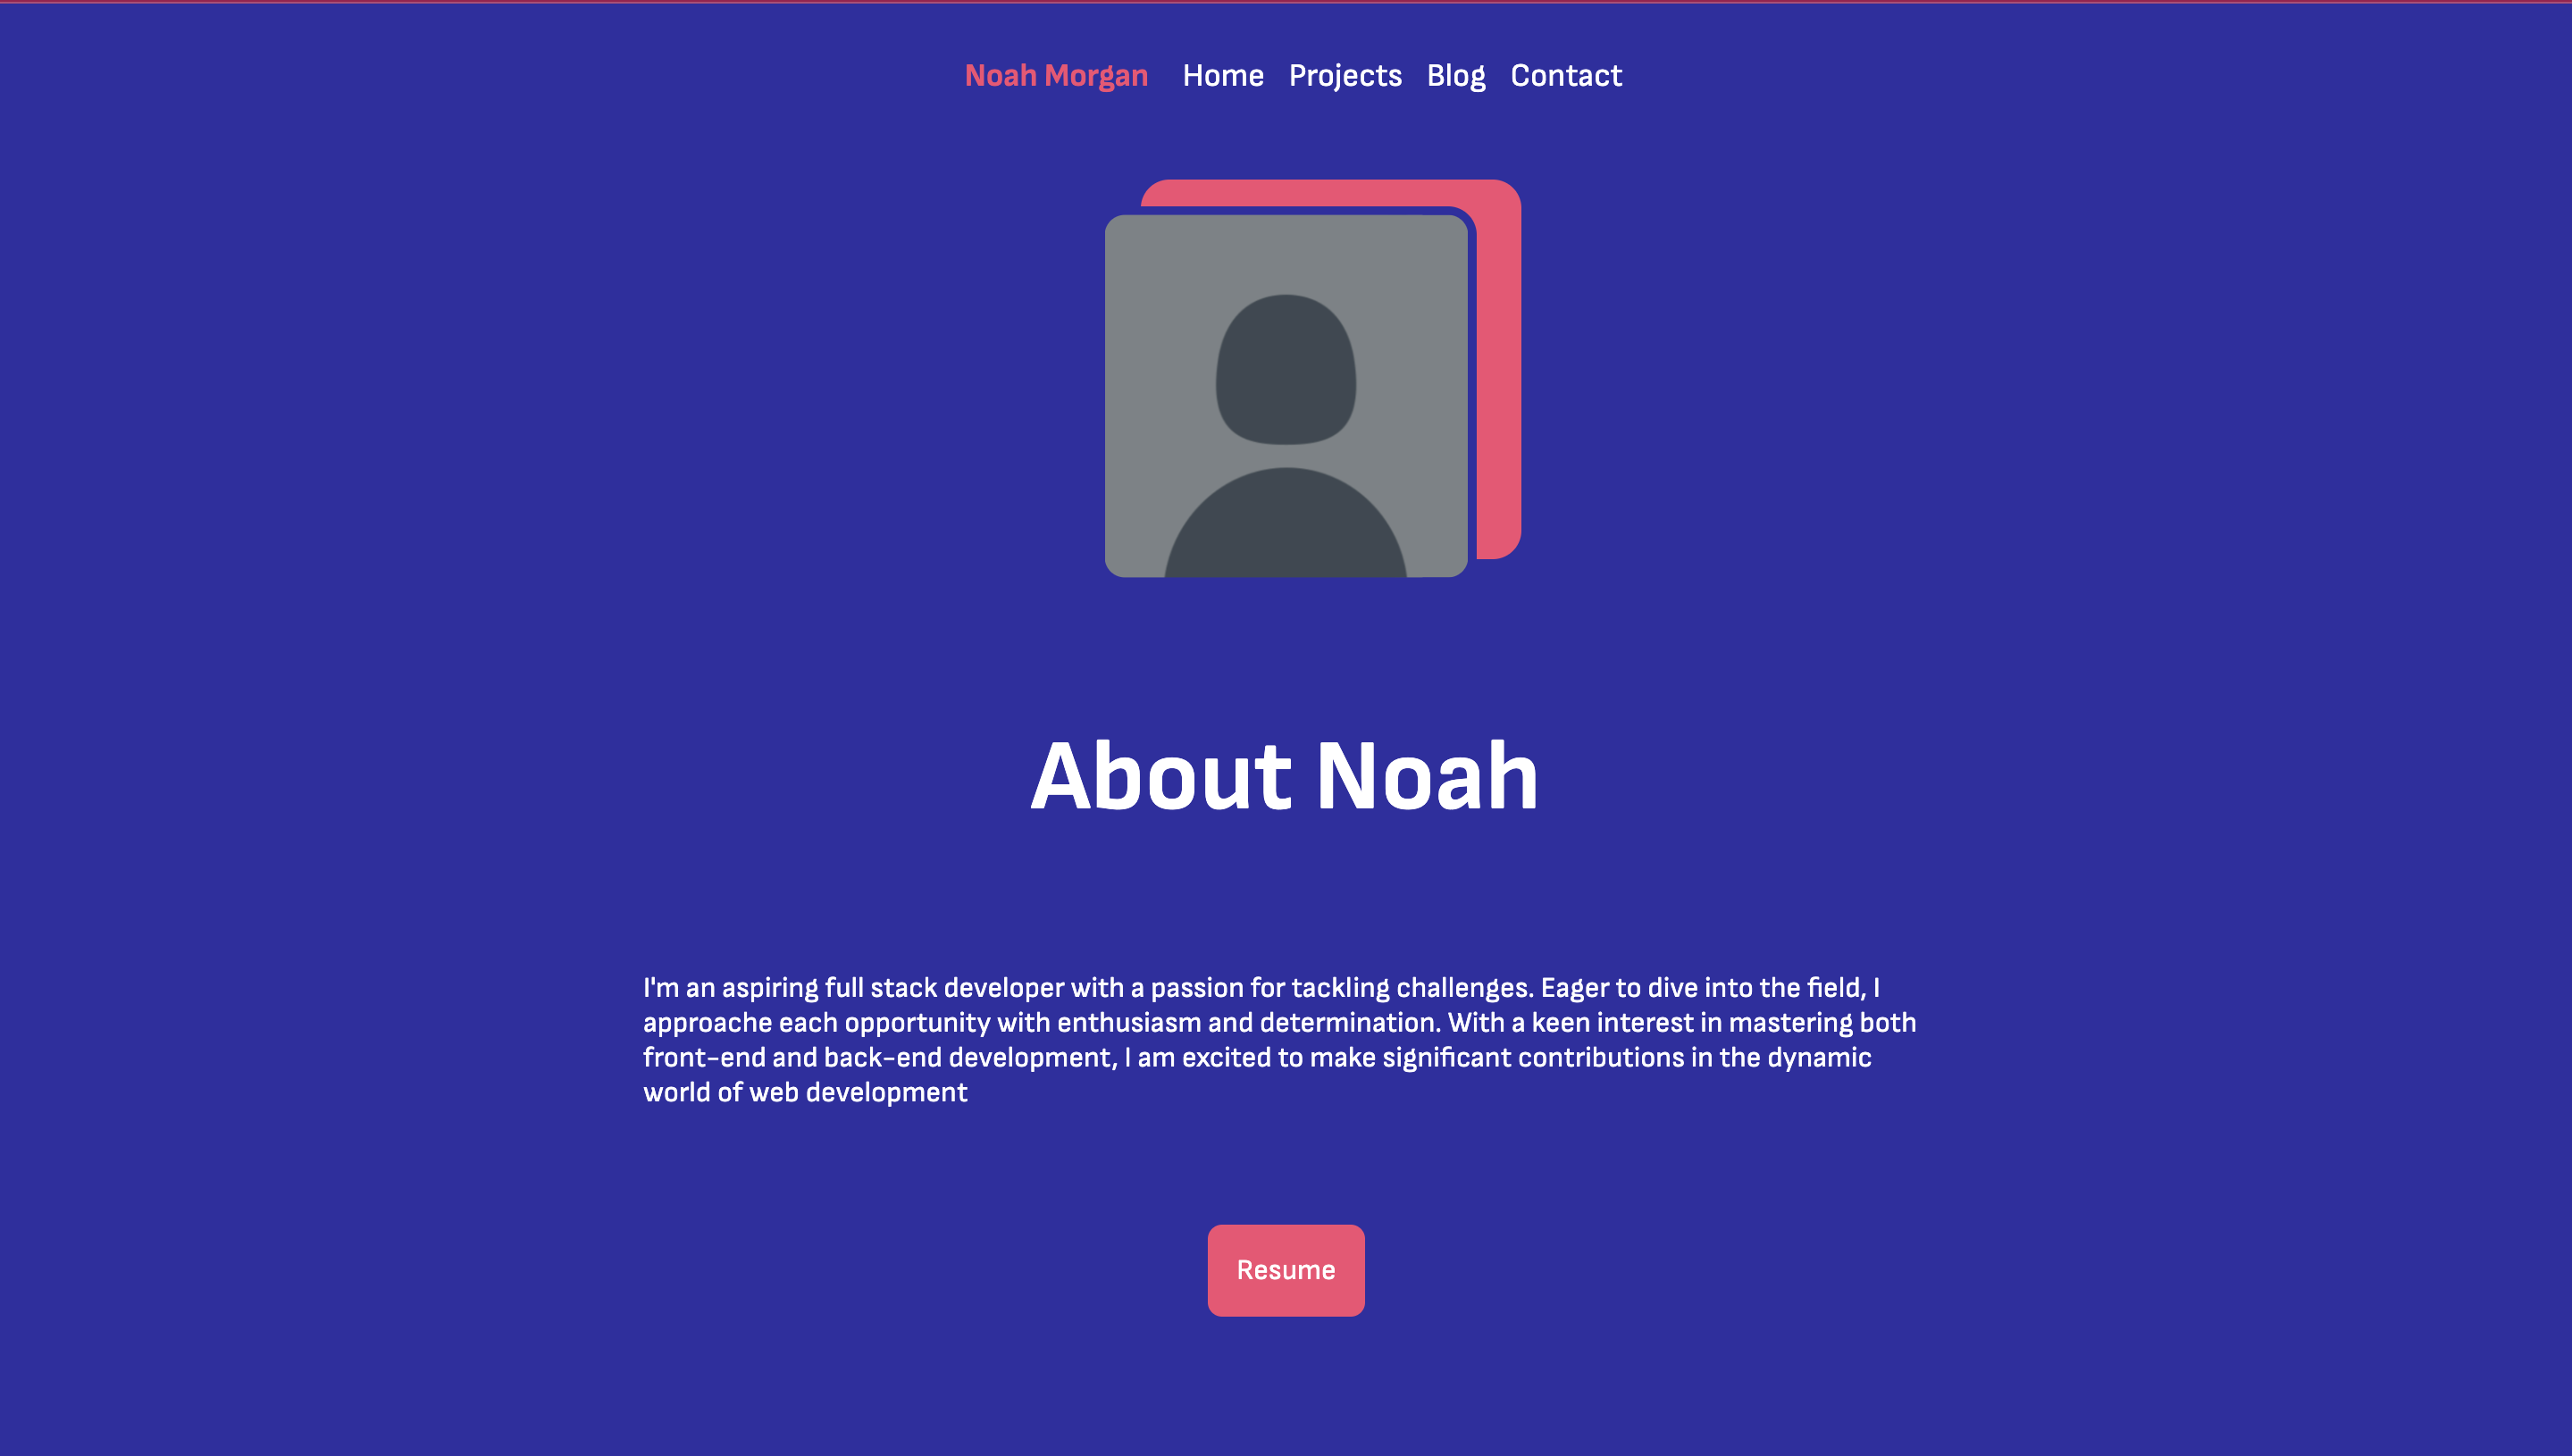 Noah Morgan Home Projects Blog Contact
About Noah
I'm an aspiring full stack developer with a passion for tackling challenges. Eager to dive into the field, I
approache each opportunity with enthusiasm and determination. With a keen interest in mastering both
front-end and back-end development, I am excited to make significant contributions in the dynamic
world of web development
Resume